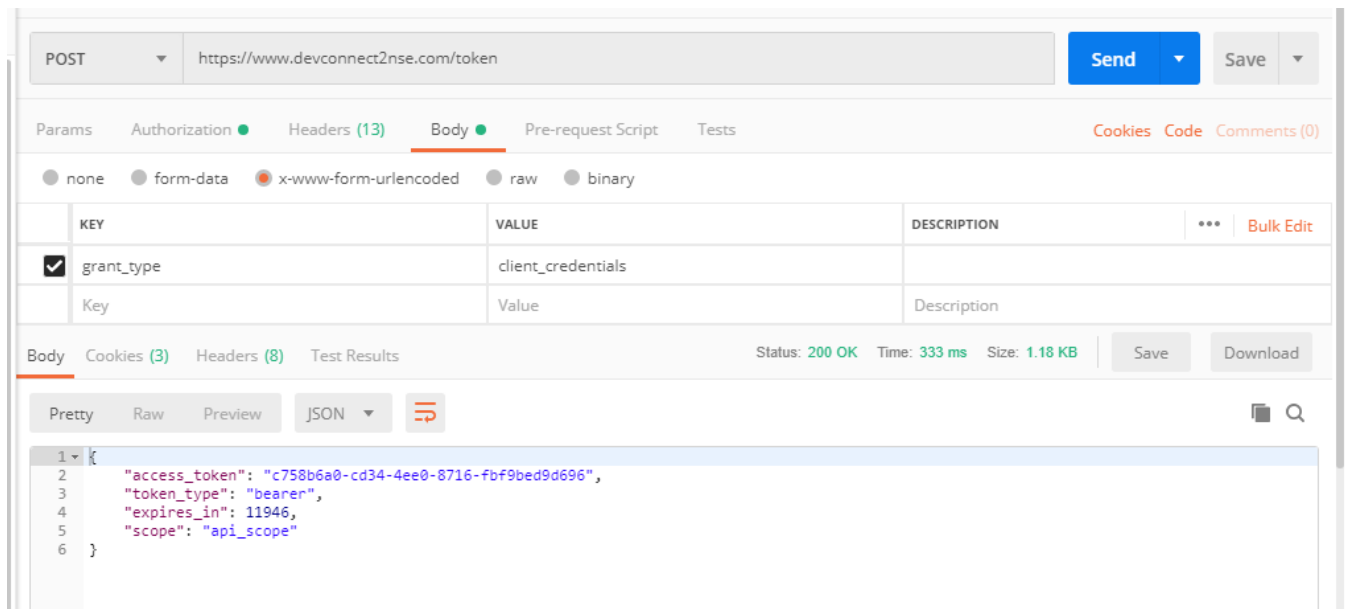 POST https://www.devconnect2nse.com/token Send Save
Params Authorization Headers (13) Body Pre-request Script Tests Cookies Code Comments (0)
none form-data x-www-form-urlencoded raw binary
KEY VALUE DESCRIPTION ••• Bulk Edit
grant_type client_credentials
Key Value Description
Body Cookies (3) Headers (8) Test Results Status: 200 OK Time: 333 ms Size: 1.18 KB Save Download
Pretty Raw Preview JSON
1 {
2 "access_token": "c758b6a0-cd34-4ee0-8716-fbf9bed9d696",
3 "token_type": "bearer",
4 "expires_in": 11946,
5 "scope": "api_scope"
6 }